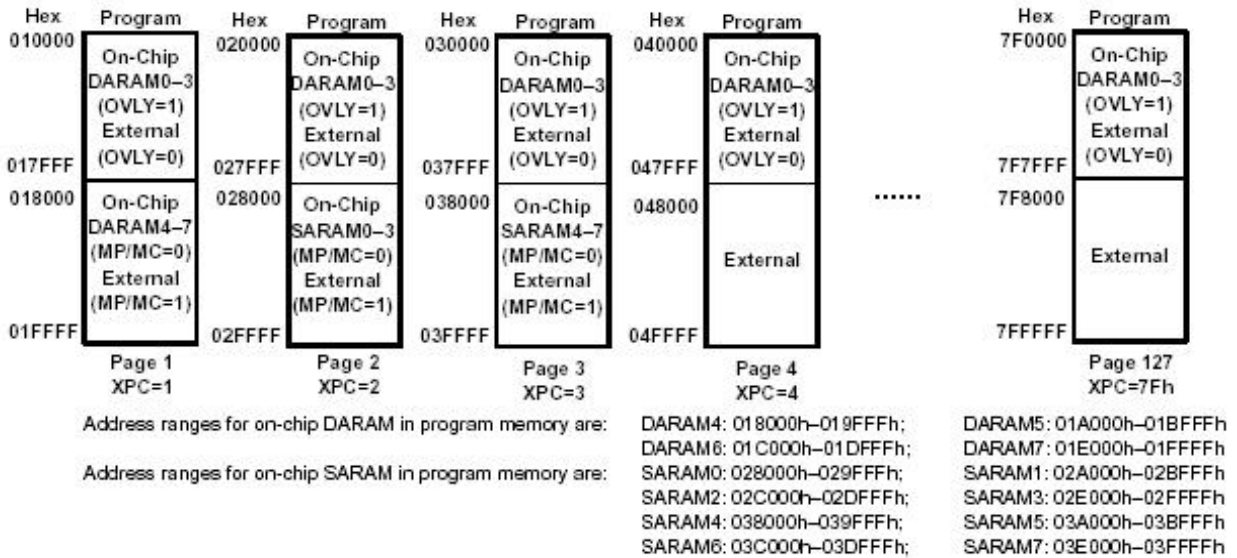 Hex Program
010000
On-Chip
DARAM0–3
(OVLY=1)
External
(OVLY=0)
017FFF
018000
On-Chip
DARAM4–7
(MP/MC=0)
External
(MP/MC=1)
01FFFF
Page 1
XPC=1
Hex Program
020000
On-Chip
DARAM0–3
(OVLY=1)
External
(OVLY=0)
027FFF
028000
On-Chip
SARAM0–3
(MP/MC=0)
External
(MP/MC=1)
02FFFF
Page 2
XPC=2
Hex Program
030000
On-Chip
DARAM0–3
(OVLY=1)
External
(OVLY=0)
037FFF
038000
On-Chip
SARAM4–7
(MP/MC=0)
External
(MP/MC=1)
03FFFF
Page 3
XPC=3
Hex Program
040000
On-Chip
DARAM0–3
(OVLY=1)
External
(OVLY=0)
047FFF
048000
External
04FFFF
Page 4
XPC=4
......
Hex Program
7F0000
On-Chip
DARAM0–3
(OVLY=1)
External
(OVLY=0)
7F7FFF
7F8000
External
7FFFFF
Page 127
XPC=7Fh
Address ranges for on-chip DARAM in program memory are: DARAM4: 018000h–019FFFh; DARAM5: 01A000h–01BFFFh
DARAM6: 01C000h–01DFFFh; DARAM7: 01E000h–01FFFFh
Address ranges for on-chip SARAM in program memory are: SARAM0: 028000h–029FFFh; SARAM1: 02A000h–02BFFFh
SARAM2: 02C000h–02DFFFh; SARAM3: 02E000h–02FFFFh
SARAM4: 038000h–039FFFh; SARAM5: 03A000h–03BFFFh
SARAM6: 03C000h–03DFFFh; SARAM7: 03E000h–03FFFFh